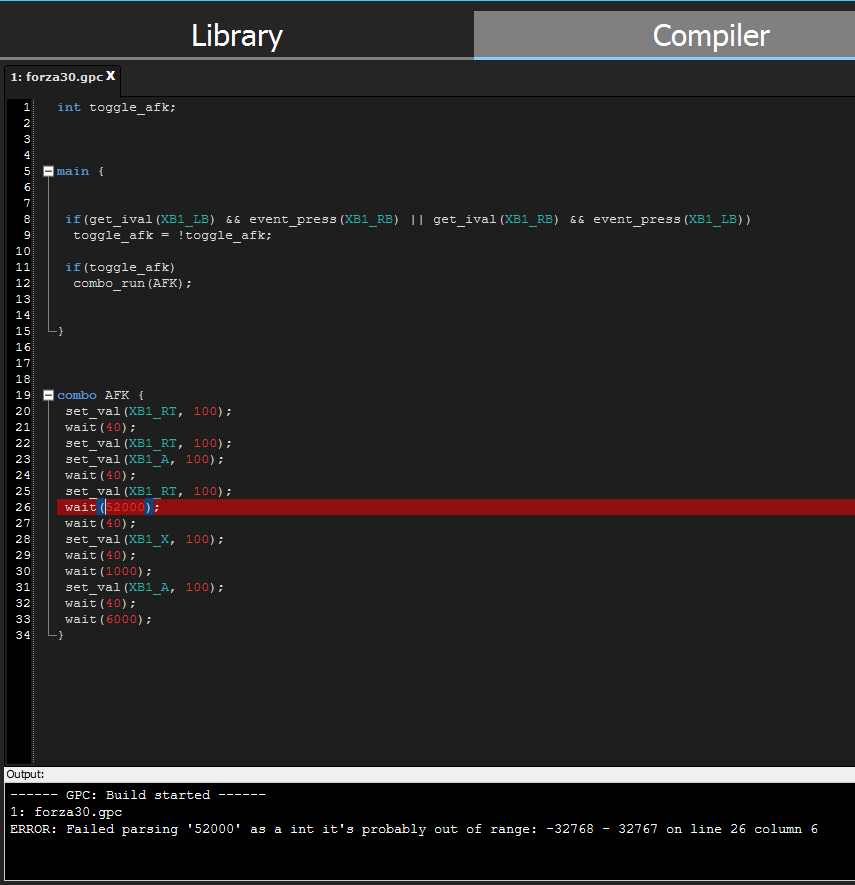 Library
Compiler
1: forza30.gpc X
1 int toggle_afk;
2
3
4
5 main {
6
7
8 if(get_ival(XB1_LB) && event_press(XB1_RB) || get_ival(XB1_RB) && event_press(XB1_LB))
9 toggle_afk = !toggle_afk;
10
11 if(toggle_afk)
12 combo_run(AFK);
13
14
15 }
16
17
18
19 combo AFK {
20 set_val(XB1_RT, 100);
21 wait(40);
22 set_val(XB1_RT, 100);
23 set_val(XB1_A, 100);
24 wait(40);
25 set_val(XB1_RT, 100);
26 wait(52000);
27 wait(40);
28 set_val(XB1_X, 100);
29 wait(40);
30 wait(1000);
31 set_val(XB1_A, 100);
32 wait(40);
33 wait(6000);
34 }
Output:
------ GPC: Build started ------
1: forza30.gpc
ERROR: Failed parsing '52000' as a int it's probably out of range: -32768 - 32767 on line 26 column 6